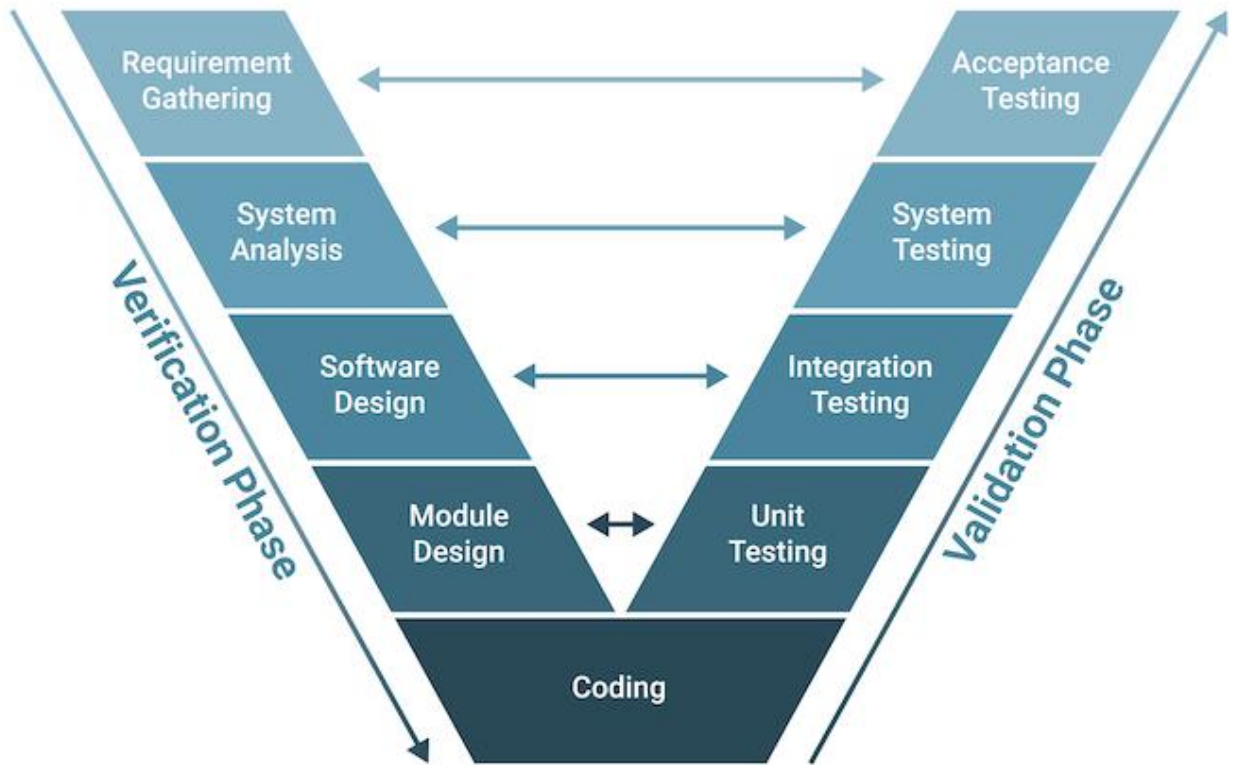 Requirement
Gathering
Acceptance
Testing
System
Analysis
System
Testing
Software
Design
Integration
Testing
Module
Design
Unit
Testing
Coding
Verification Phase
Validation Phase